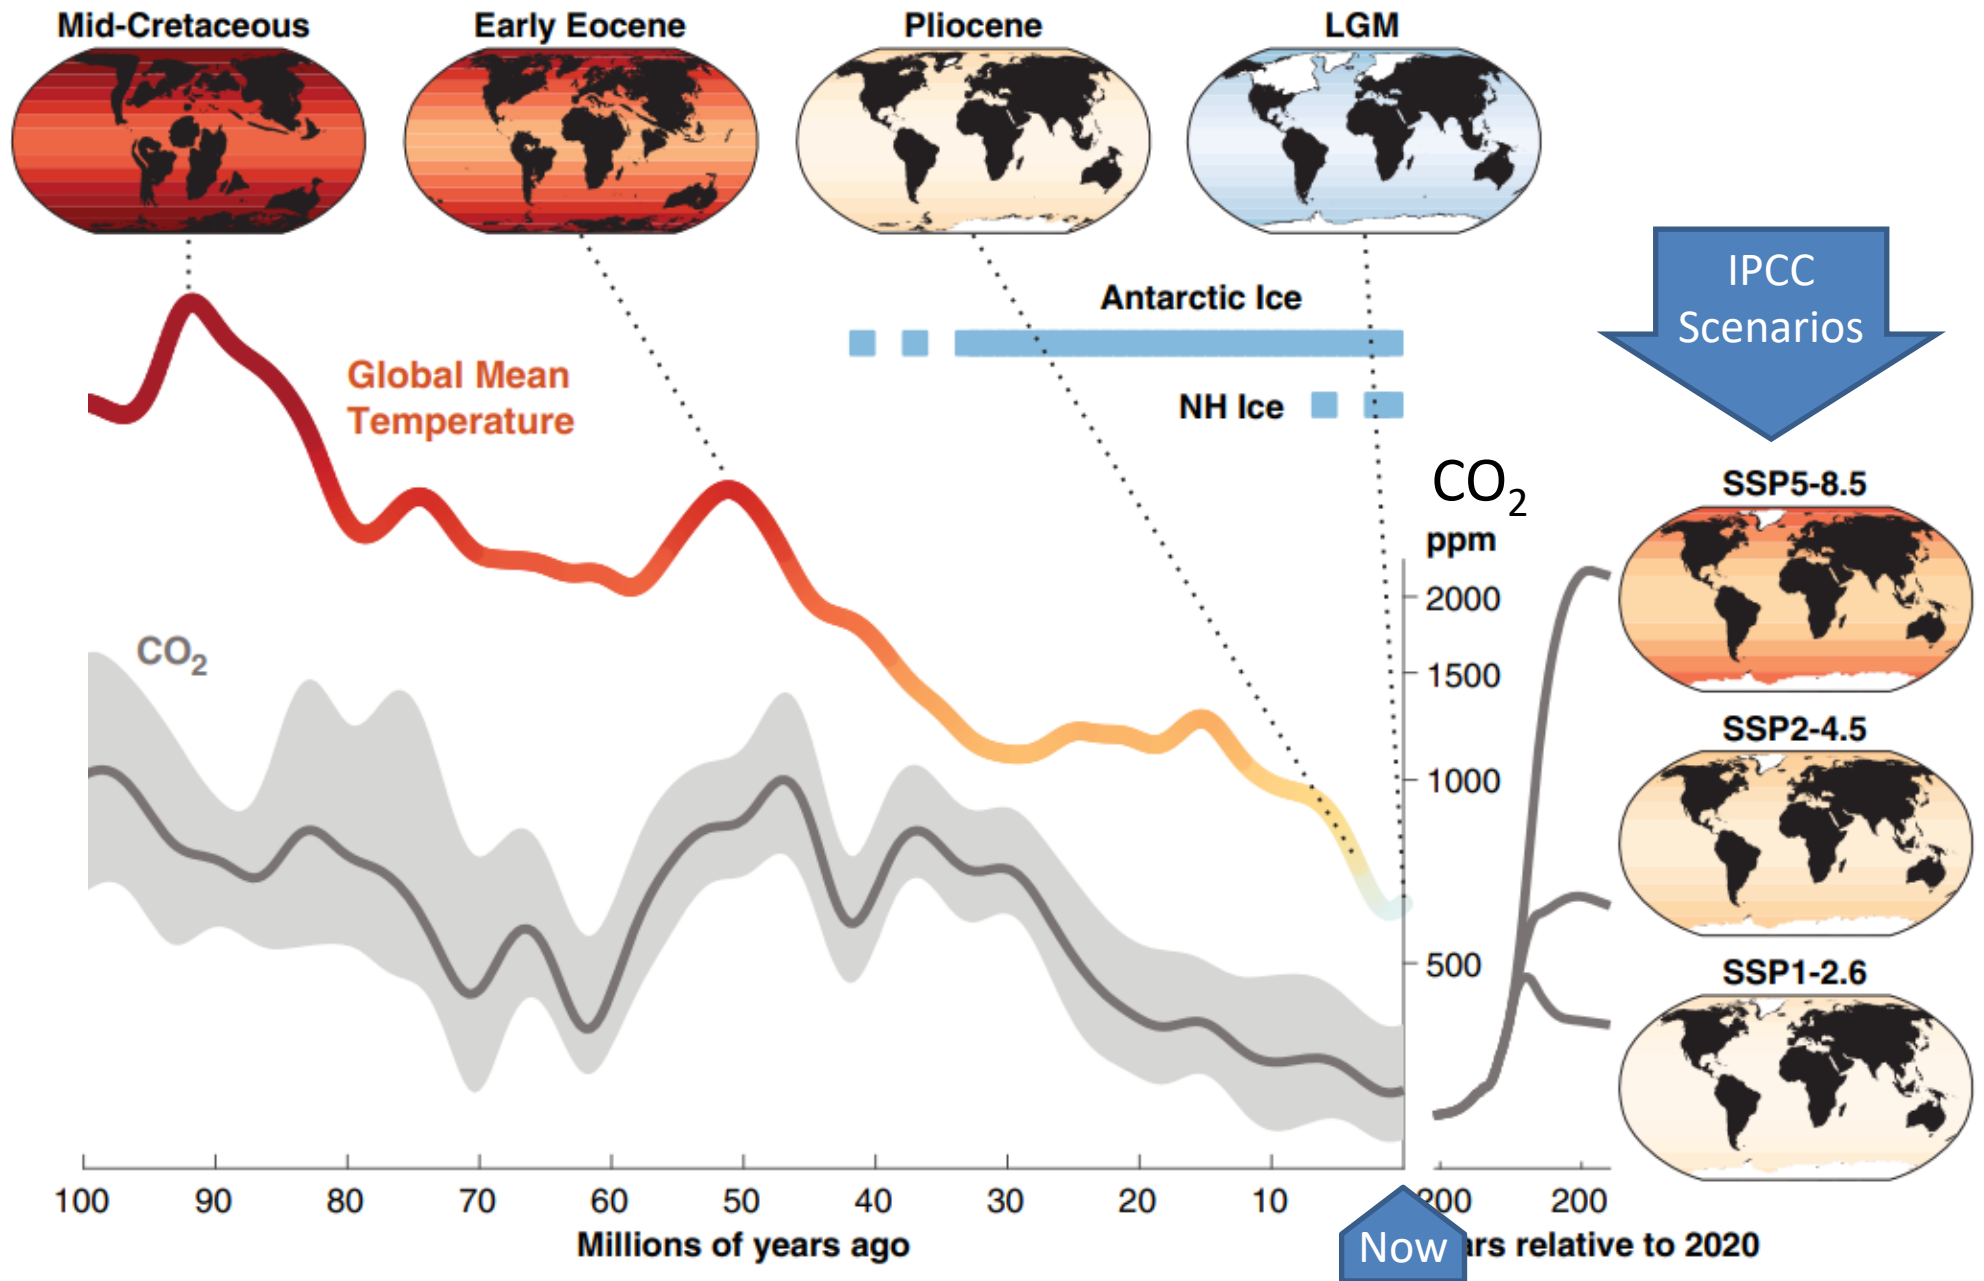 Mid-Cretaceous
Early Eocene
Pliocene
LGM
IPCC
Scenarios
Antarctic Ice
NH Ice
Global Mean
Temperature
CO₂
ppm
2000
1500
1000
500
CO₂
SSP5-8.5
SSP2-4.5
SSP1-2.6
100 90 80 70 60 50 40 30 20 10
200
Millions of years ago
Now
relative to 2020